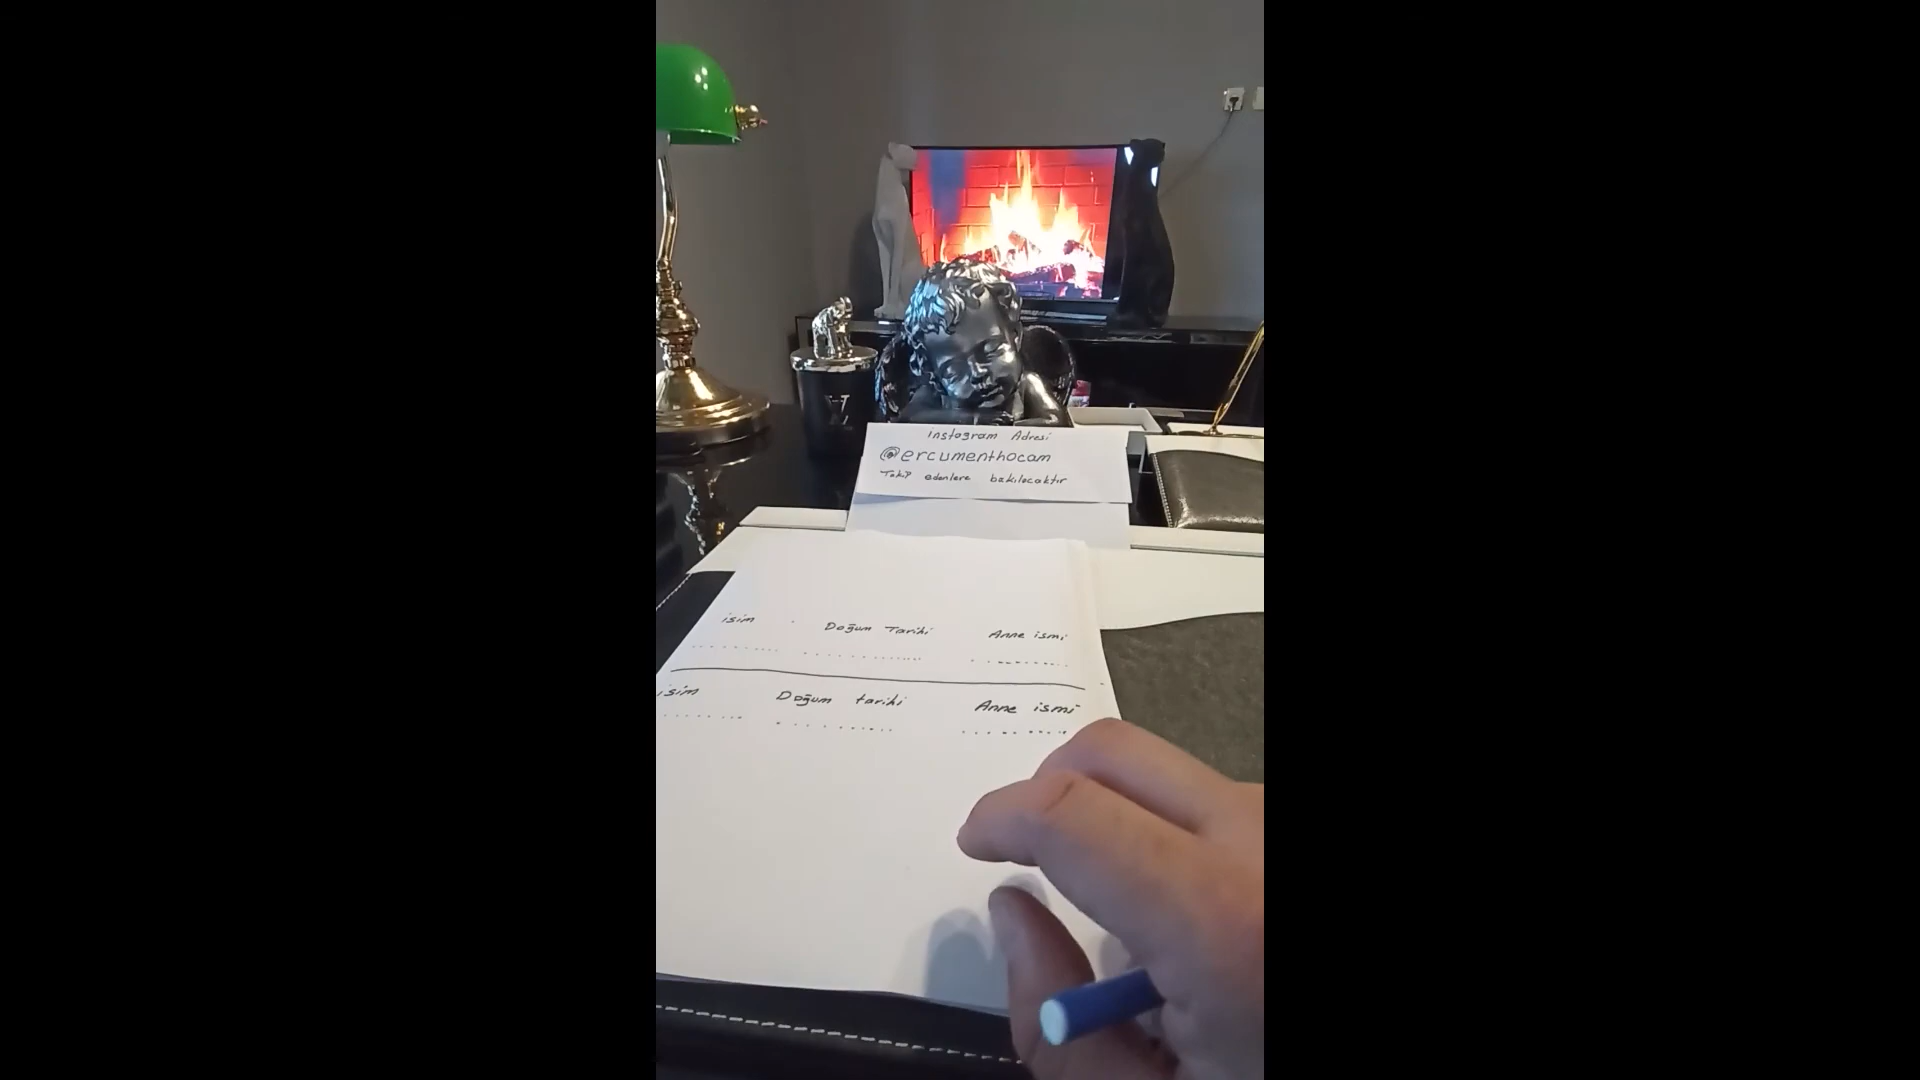 instagram Adresi
@ercumenthocam
Takip edenlere bakılacaktır
isim Doğum Tarihi Anne ismi
isim Doğum tarihi Anne ismi